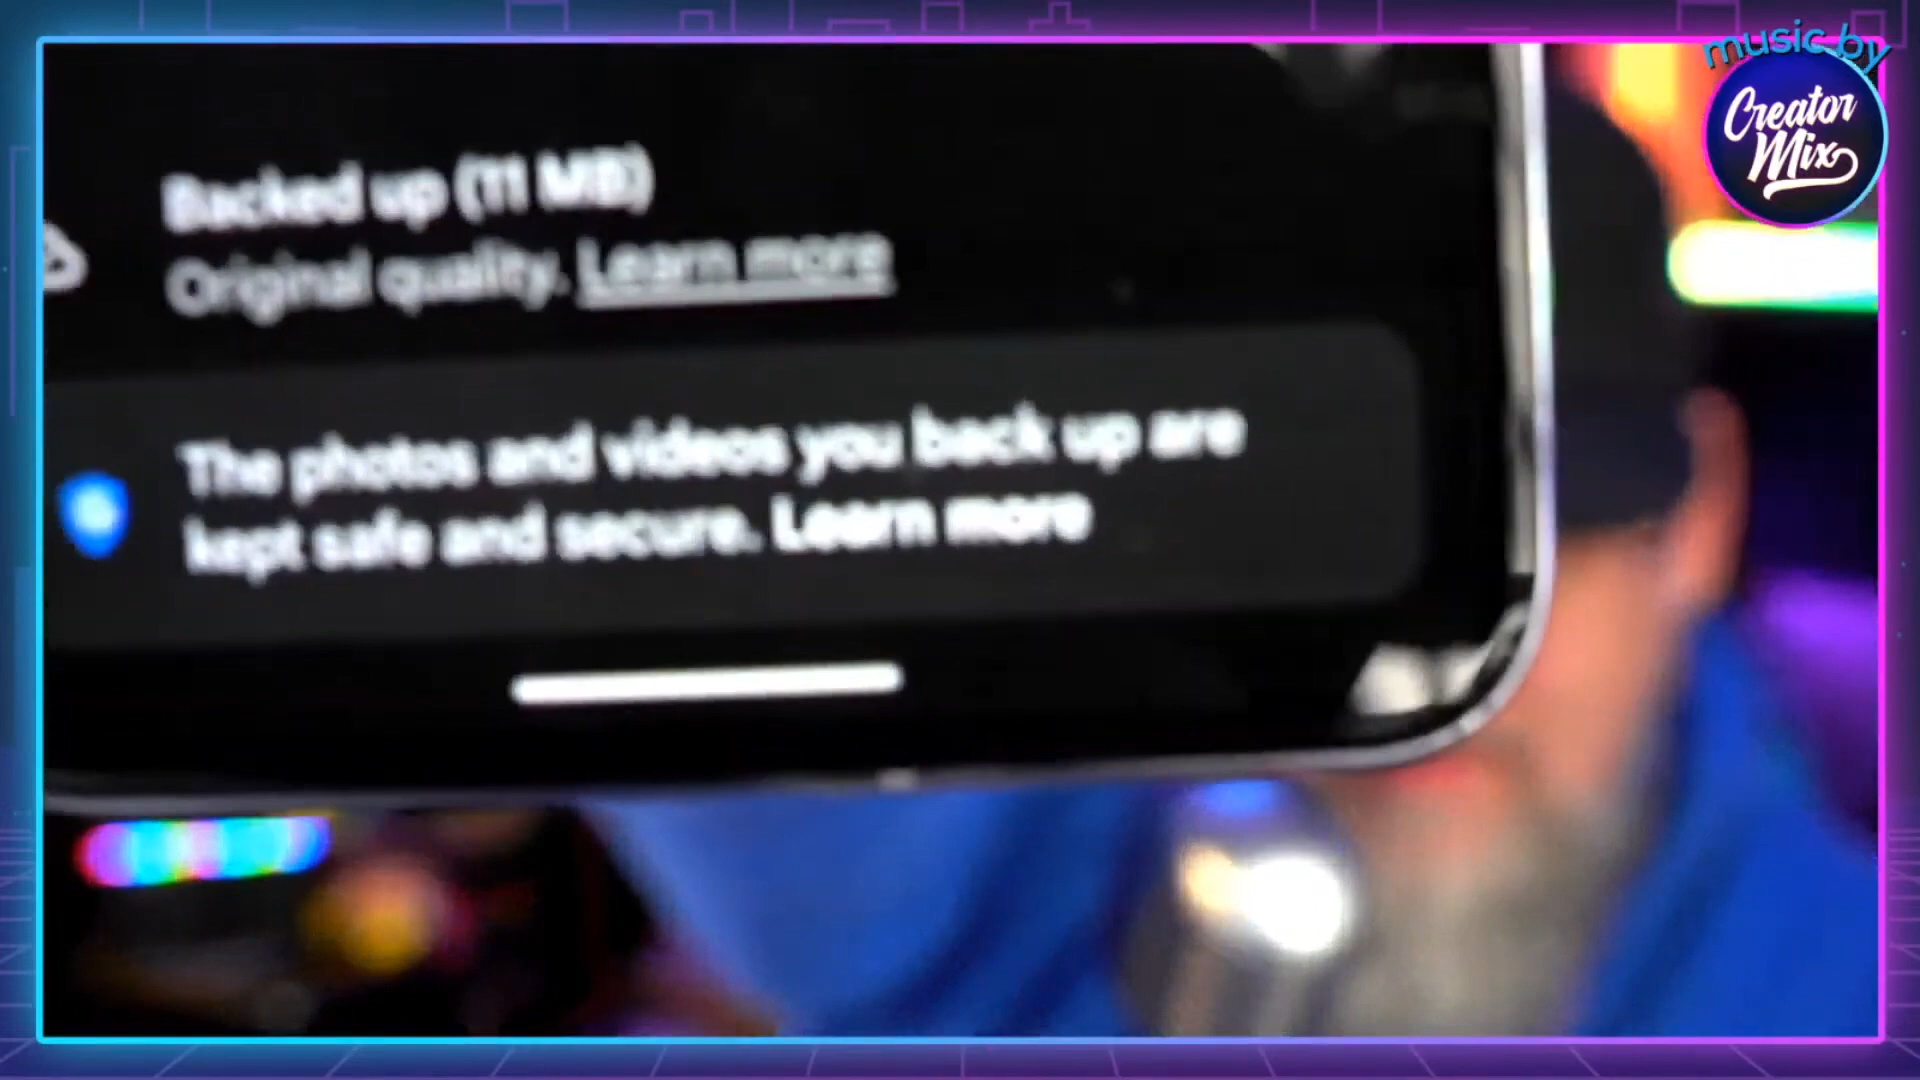 music by
Creator
Mix
Backed up (11 MB)
Original quality. Learn more
The photos and videos you back up are
kept safe and secure. Learn more